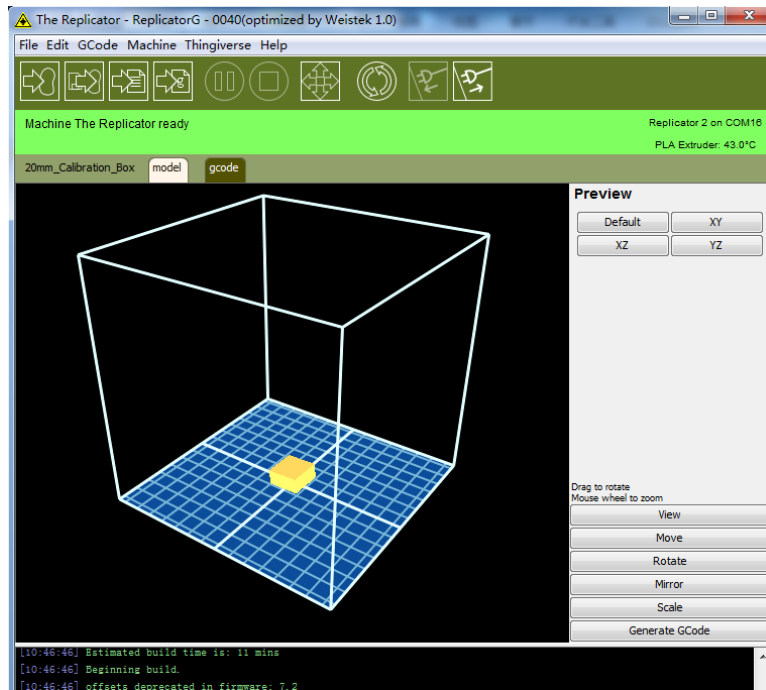 The Replicator - ReplicatorG - 0040(optimized by Weistek 1.0)
File Edit GCode Machine Thingiverse Help
Machine The Replicator ready
Replicator 2 on COM16
PLA Extruder: 43.0°C
20mm_Calibration_Box model gcode
Preview
Default XY
XZ YZ
Drag to rotate
Mouse wheel to zoom
View
Move
Rotate
Mirror
Scale
Generate GCode
[10:46:46] Estimated build time is: 11 mins
[10:46:46] Beginning build.
[10:46:46] offsets deprecated in firmware: 7.2